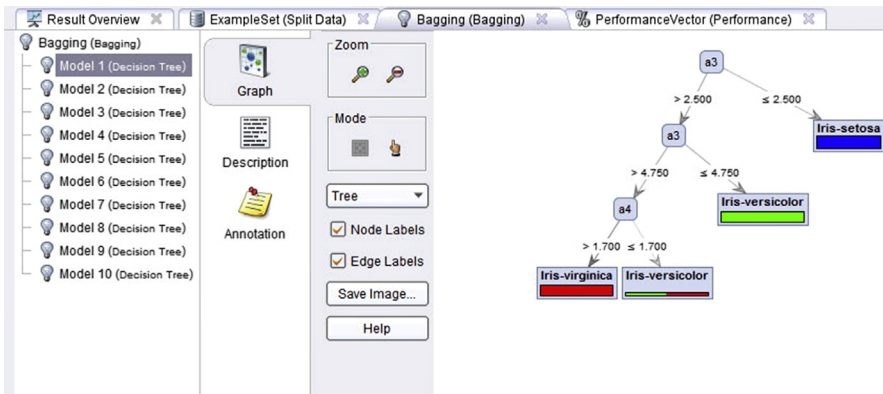 Result Overview
ExampleSet (Split Data)
Bagging (Bagging)
PerformanceVector (Performance)
Bagging (Bagging)
Model 1 (Decision Tree)
Model 2 (Decision Tree)
Model 3 (Decision Tree)
Model 4 (Decision Tree)
Model 5 (Decision Tree)
Model 6 (Decision Tree)
Model 7 (Decision Tree)
Model 8 (Decision Tree)
Model 9 (Decision Tree)
Model 10 (Decision Tree)
Graph
Description
Annotation
Zoom
Mode
Tree
Node Labels
Edge Labels
Save Image...
Help
a3
> 2.500
≤ 2.500
a3
Iris-setosa
> 4.750
≤ 4.750
a4
Iris-versicolor
> 1.700
≤ 1.700
Iris-virginica
Iris-versicolor